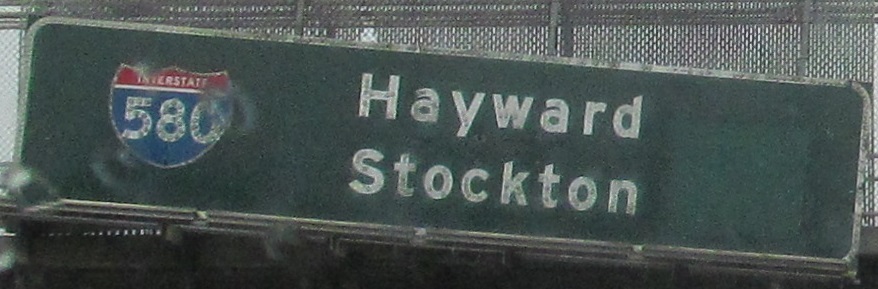 INTERSTATE
580
Hayward
Stockton